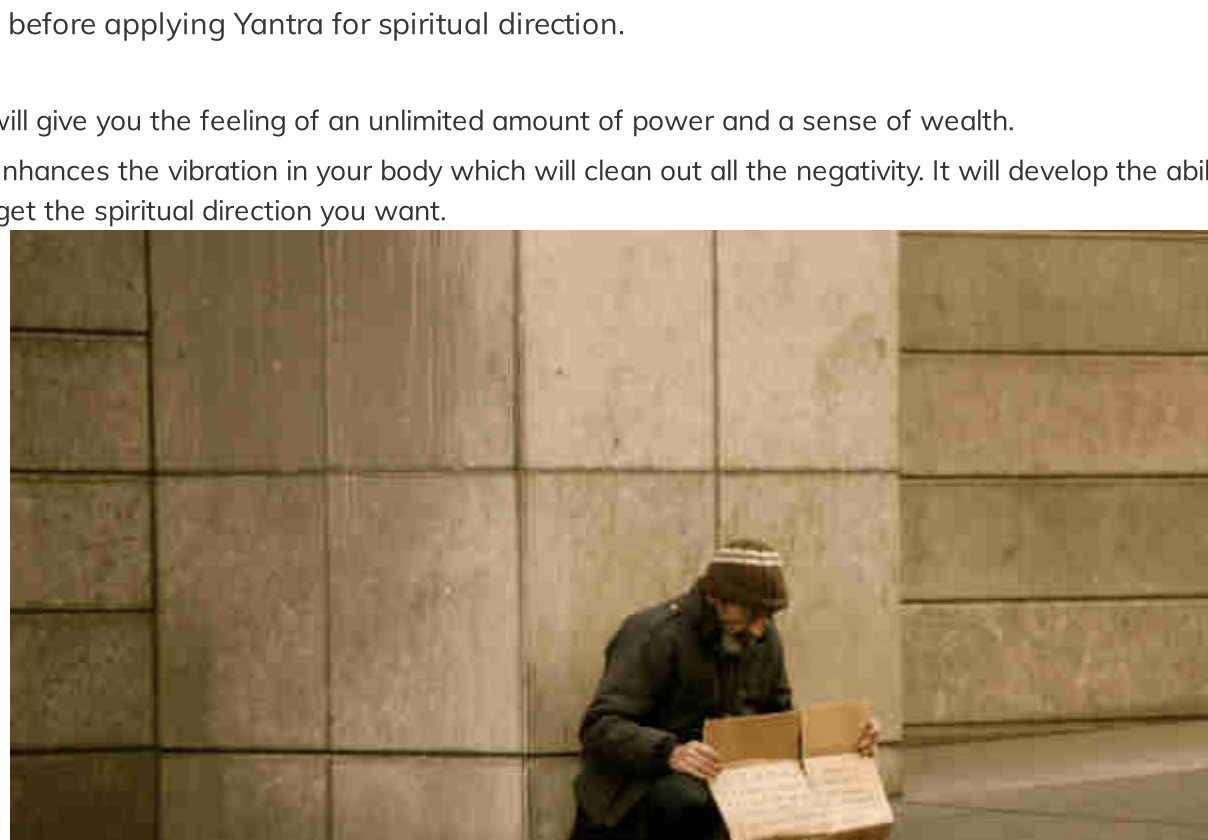 before applying Yantra for spiritual direction.
will give you the feeling of an unlimited amount of power and a sense of wealth.
nhances the vibration in your body which will clean out all the negativity. It will develop the abil
get the spiritual direction you want.